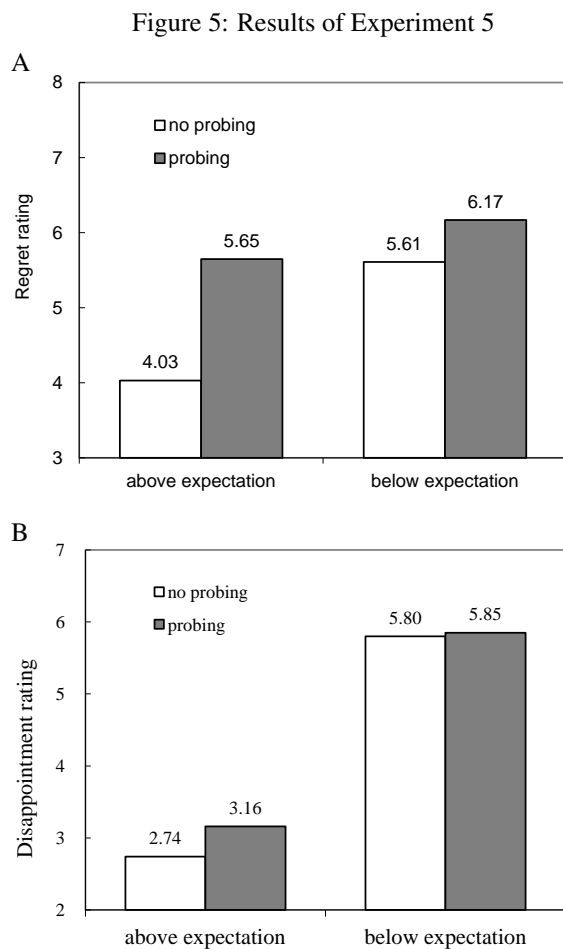 Figure 5: Results of Experiment 5
A
8
7
6
5
4
3
Regret rating
no probing
probing
4.03
5.65
5.61
6.17
above expectation
below expectation
B
7
6
5
4
3
2
Disappointment rating
no probing
probing
2.74
3.16
5.80
5.85
above expectation
below expectation